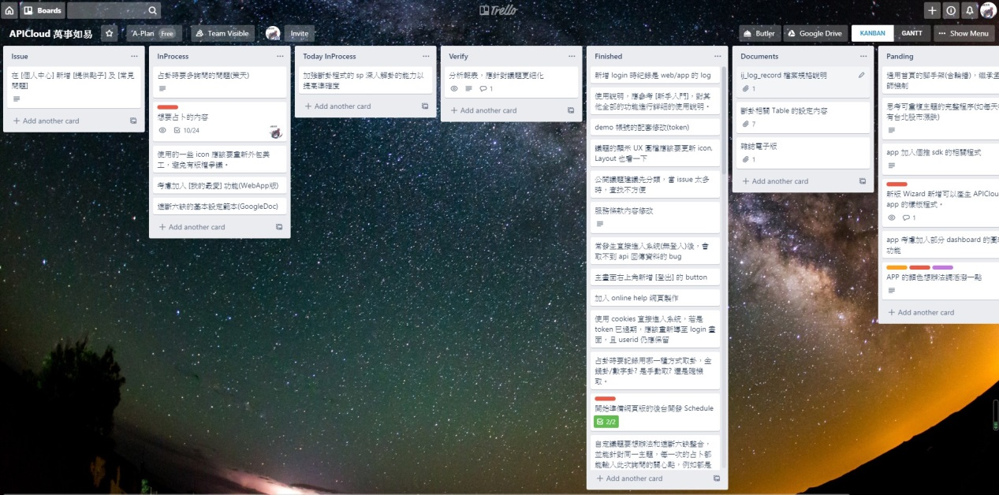 Boards
Trello
APICloud 萬事如易
A-Plan
Free
Team Visible
Invite
Butler
Google Drive
KANBAN
GANTT
Show Menu
Issue
在 [個人中心] 新增 [提供點子] 及 [常見
問題]
Add another card
InProcess
占卦時要多詢問的問題(策天)
想要占卜的內容
10/24
使用的一些 icon 應該要重新外包美
工，避免有版權爭議。
考慮加入 [我的最愛] 功能(WebApp版)
遮斷六缺的基本設定範本(GoogleDoc)
Add another card
Today InProcess
加強斷卦程式的 sp 深入解卦的能力以
提高準確度
Add another card
Verify
分析報表，應針對議題更細化
1
Add another card
Finished
新增 login 時紀錄是 web/app 的 log
使用說明，應參考 [新手入門]，對其
他全部的功能進行詳細的使用說明。
demo 帳號的配套修改(token)
議題的顯示 UX 圖檔應該要更新 icon,
Layout 也看一下
公開議題建議先分類，當 issue 太多
時，查找不方便
服務條款內容修改
常發生直接進入系統(無登入)後，會
取不到 api 回傳資料的 bug
主畫面右上角新增 [登出] 的 button
加入 online help 網頁製作
使用 cookies 直接進入系統，若是
token 已過期，應該重新導至 login 畫
面，且 userid 仍應保留
占卦時要記錄用哪一種方式取卦，金
錢卦/數字卦? 是手動取? 還是隨機
取。
開始準備網頁版的後台開發 Schedule
2/2
自定議題要想辦法和遮斷六缺整合，
並能針對同一主題，每一次的占卜都
能輸入此次詢問的關心點，例如都是
Add another card
Documents
ij_log_record 檔案規格說明
1
斷卦相關 Table 的設定內容
7
雜誌電子版
1
Add another card
Panding
通用首頁的腳手架(含輪播)，繼承孟
師機制
思考可重複主題的完整程序(如每天
有台北股市漲跌)
app 加入個推 sdk 的相關程式
新版 Wizard 新增可以產生 APIClou
app 的樣板程式。
1
app 考慮加入部分 dashboard 的圖
功能
APP 的顏色想辦法調活潑一點
Add another card